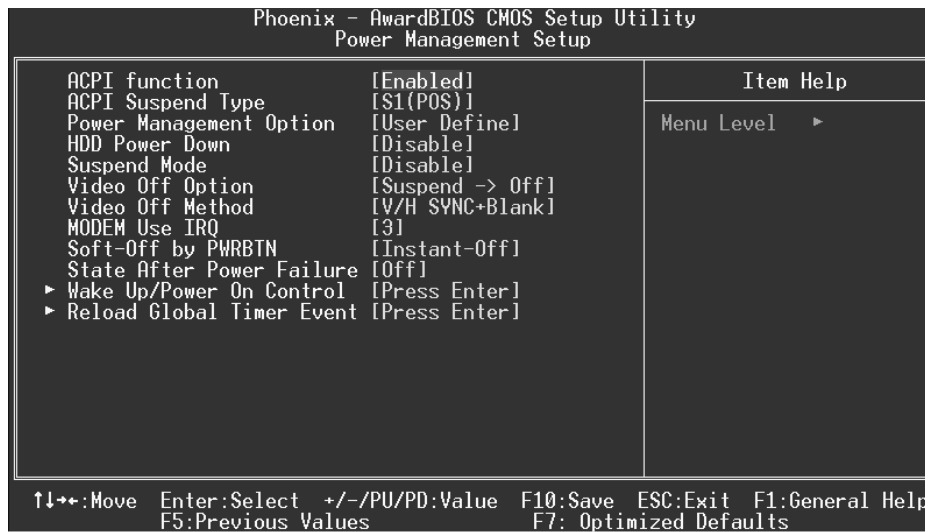 Phoenix - AwardBIOS CMOS Setup Utility
Power Management Setup
ACPI function [Enabled]
ACPI Suspend Type [S1(POS)]
Power Management Option [User Define]
HDD Power Down [Disable]
Suspend Mode [Disable]
Video Off Option [Suspend -> Off]
Video Off Method [V/H SYNC+Blank]
MODEM Use IRQ [3]
Soft-Off by PWRBTN [Instant-Off]
State After Power Failure [Off]
► Wake Up/Power On Control [Press Enter]
► Reload Global Timer Event [Press Enter]
Item Help
Menu Level ►
↑↓→←:Move Enter:Select +/-/PU/PD:Value F10:Save ESC:Exit F1:General Help
F5:Previous Values F7: Optimized Defaults